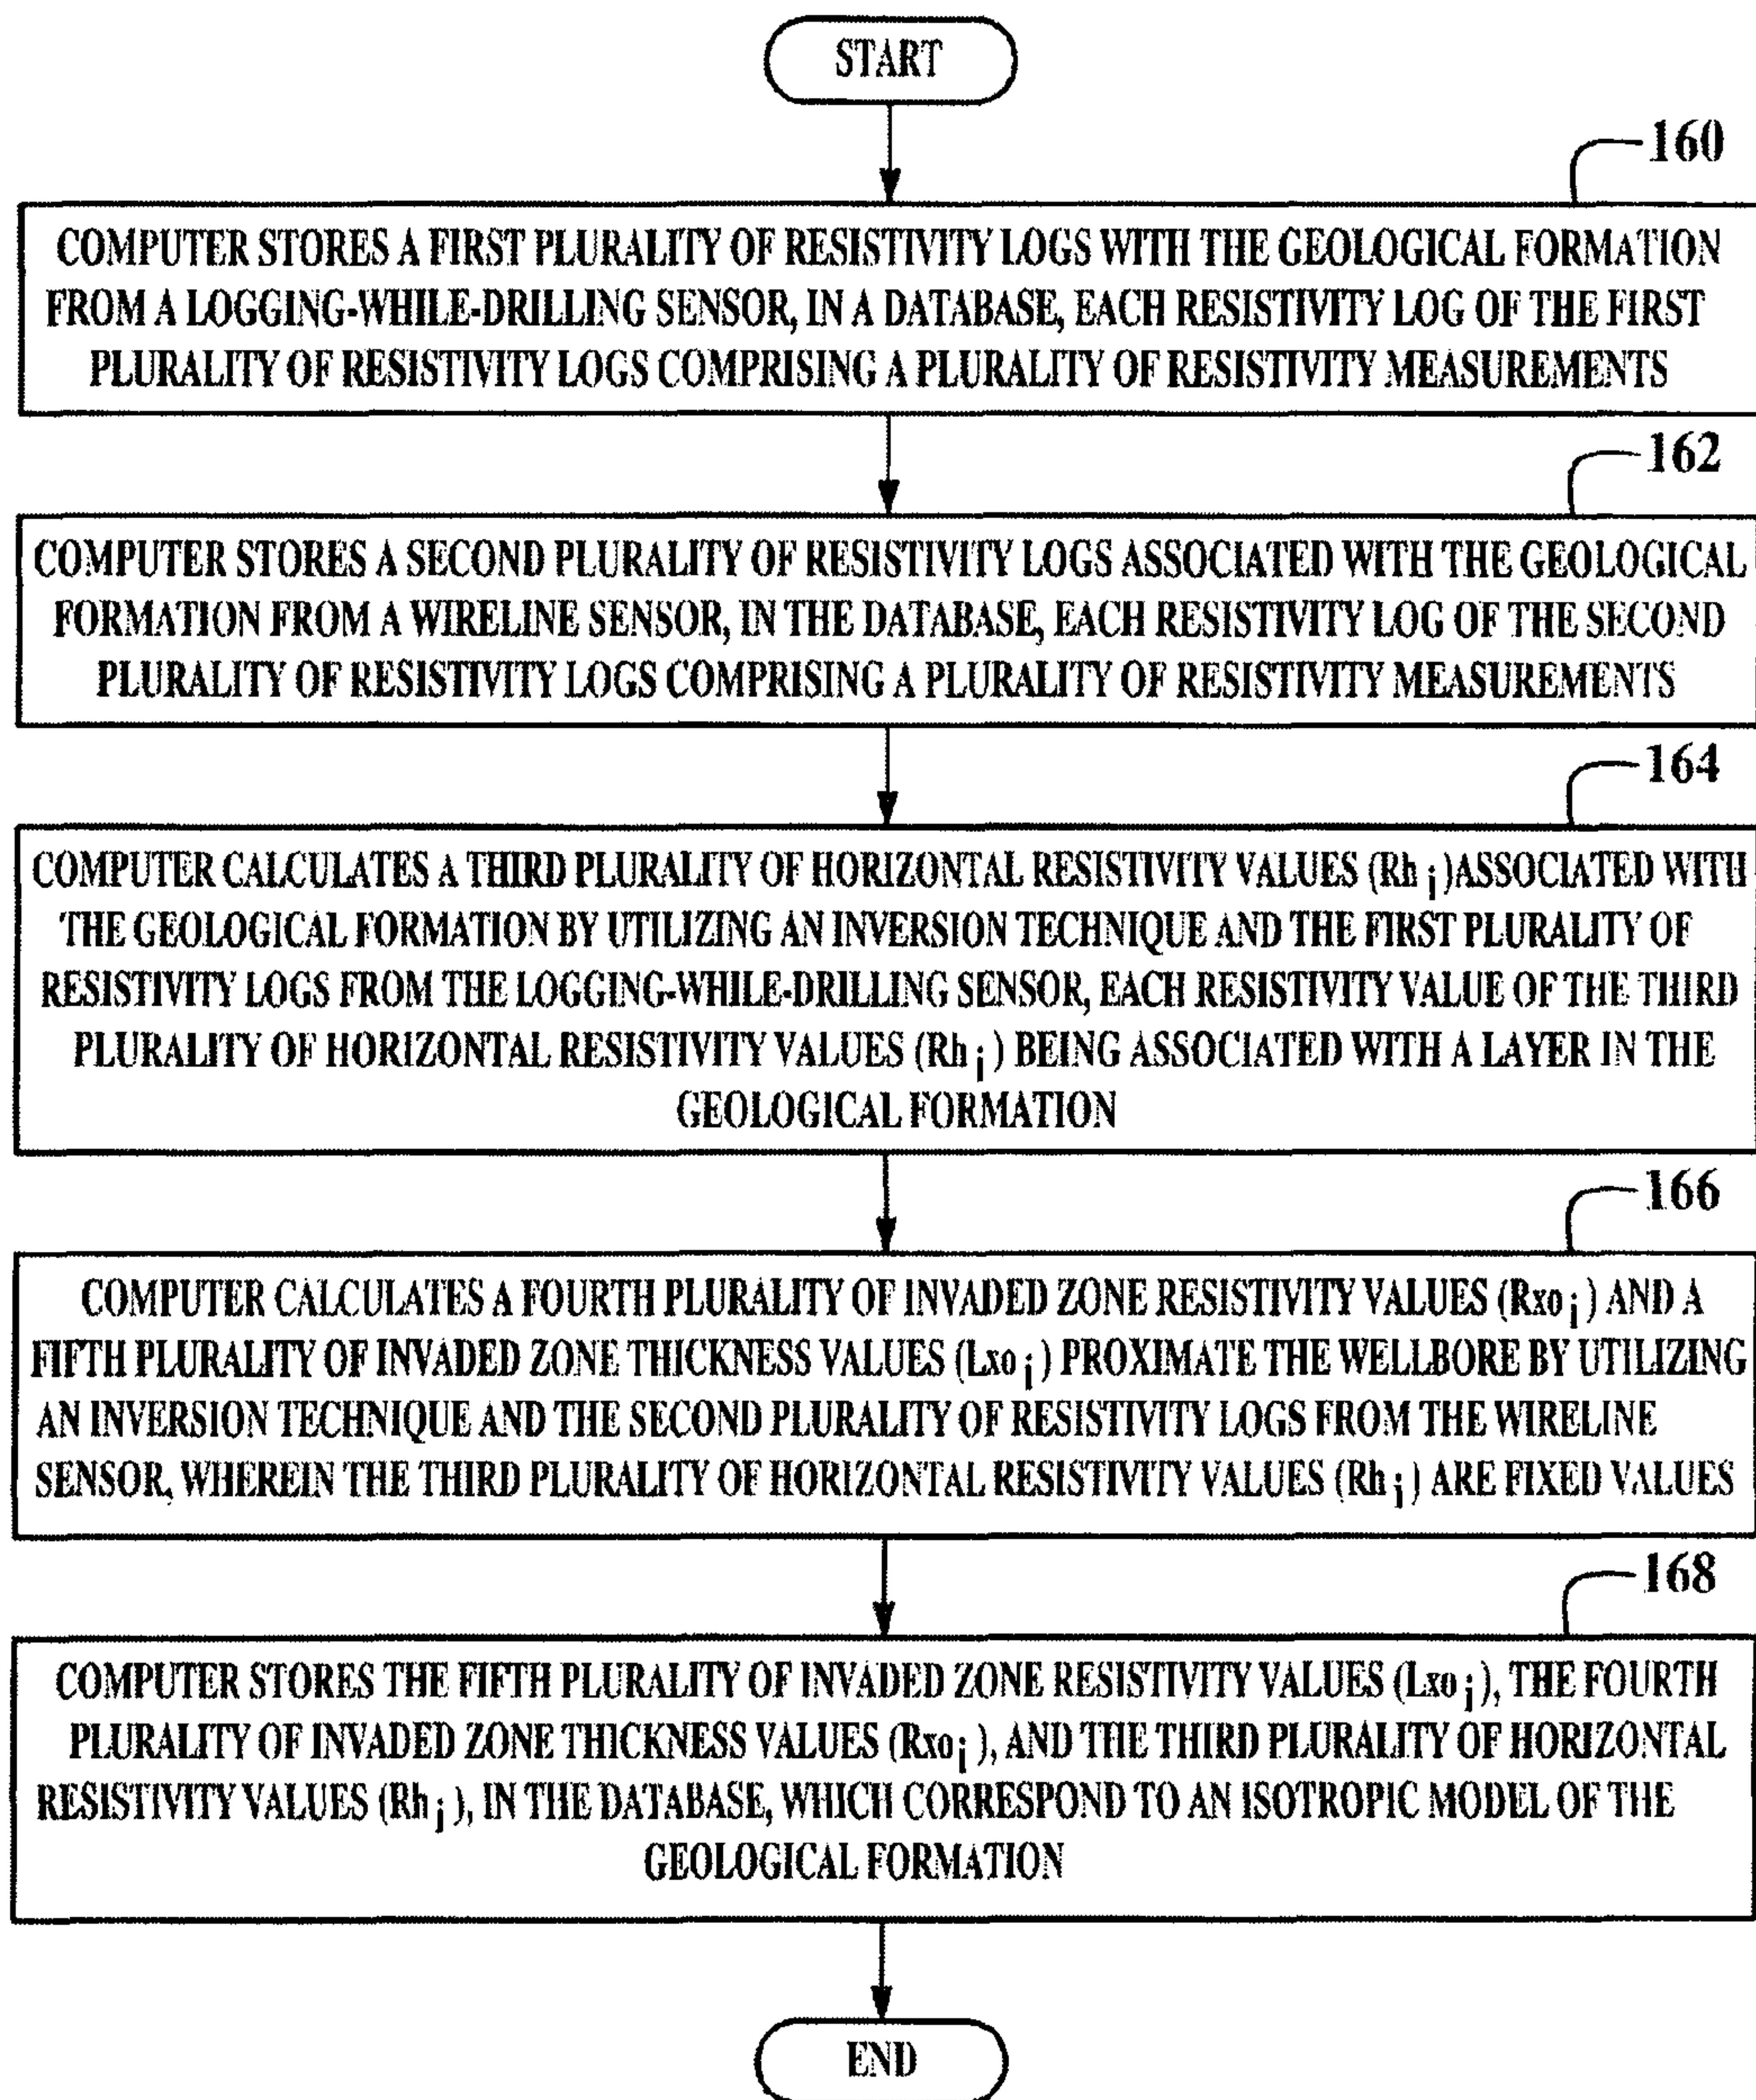 START
160
COMPUTER STORES A FIRST PLURALITY OF RESISTIVITY LOGS WITH THE GEOLOGICAL FORMATION
FROM A LOGGING-WHILE-DRILLING SENSOR, IN A DATABASE, EACH RESISTIVITY LOG OF THE FIRST
PLURALITY OF RESISTIVITY LOGS COMPRISING A PLURALITY OF RESISTIVITY MEASUREMENTS
162
COMPUTER STORES A SECOND PLURALITY OF RESISTIVITY LOGS ASSOCIATED WITH THE GEOLOGICAL
FORMATION FROM A WIRELINE SENSOR, IN THE DATABASE, EACH RESISTIVITY LOG OF THE SECOND
PLURALITY OF RESISTIVITY LOGS COMPRISING A PLURALITY OF RESISTIVITY MEASUREMENTS
164
COMPUTER CALCULATES A THIRD PLURALITY OF HORIZONTAL RESISTIVITY VALUES (Rh i) ASSOCIATED WITH
THE GEOLOGICAL FORMATION BY UTILIZING AN INVERSION TECHNIQUE AND THE FIRST PLURALITY OF
RESISTIVITY LOGS FROM THE LOGGING-WHILE-DRILLING SENSOR, EACH RESISTIVITY VALUE OF THE THIRD
PLURALITY OF HORIZONTAL RESISTIVITY VALUES (Rh i) BEING ASSOCIATED WITH A LAYER IN THE
GEOLOGICAL FORMATION
166
COMPUTER CALCULATES A FOURTH PLURALITY OF INVADED ZONE RESISTIVITY VALUES (Rxo i) AND A
FIFTH PLURALITY OF INVADED ZONE THICKNESS VALUES (Lxo i) PROXIMATE THE WELLBORE BY UTILIZING
AN INVERSION TECHNIQUE AND THE SECOND PLURALITY OF RESISTIVITY LOGS FROM THE WIRELINE
SENSOR, WHEREIN THE THIRD PLURALITY OF HORIZONTAL RESISTIVITY VALUES (Rh i) ARE FIXED VALUES
168
COMPUTER STORES THE FIFTH PLURALITY OF INVADED ZONE RESISTIVITY VALUES (Lxo i), THE FOURTH
PLURALITY OF INVADED ZONE THICKNESS VALUES (Rxo i), AND THE THIRD PLURALITY OF HORIZONTAL
RESISTIVITY VALUES (Rh i), IN THE DATABASE, WHICH CORRESPOND TO AN ISOTROPIC MODEL OF THE
GEOLOGICAL FORMATION
END